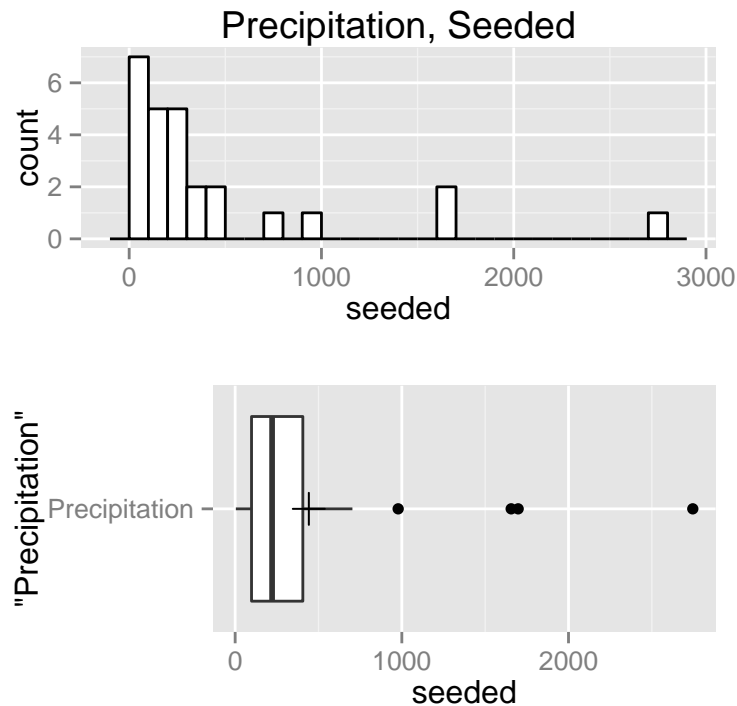 Precipitation, Seeded
6
4
2
0
count
0 1000 2000 3000
seeded
"Precipitation"
Precipitation
0 1000 2000
seeded